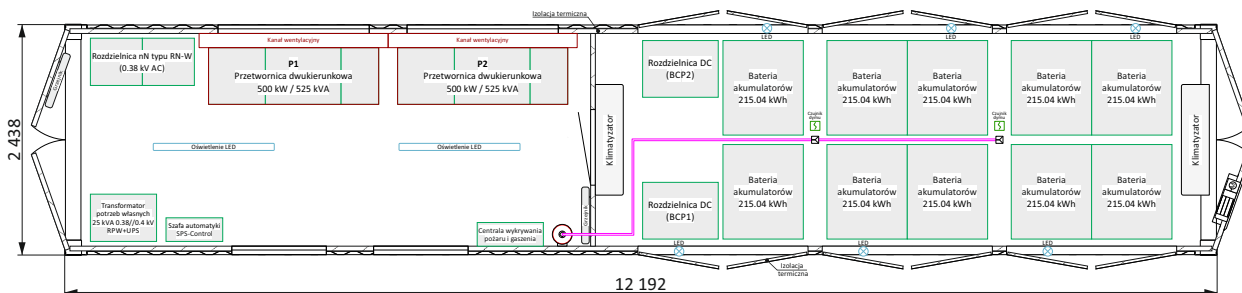 Izolacja termiczna
LED
LED
LED
Kanał wentylacyjny
Kanał wentylacyjny
Rozdzielnica nN typu RN-W
(0.38 kV AC)
P1
Przetwornica dwukierunkowa
500 kW / 525 kVA
P2
Przetwornica dwukierunkowa
500 kW / 525 kVA
Rozdzielnica DC
(BCP2)
Bateria
akumulatorów
215.04 kWh
Bateria
akumulatorów
215.04 kWh
Bateria
akumulatorów
215.04 kWh
Bateria
akumulatorów
215.04 kWh
Bateria
akumulatorów
215.04 kWh
Grzejnik
2 438
Klimatyzator
Czujnik
dymu
Czujnik
dymu
Klimatyzator
Oświetlenie LED
Oświetlenie LED
Transformator
potrzeb własnych
25 kVA 0.38//0.4 kV
RPW+UPS
Szafa automatyki
SPS-Control
Centrala wykrywania
pożaru i gaszenia
Grzejnik
Rozdzielnica DC
(BCP1)
Bateria
akumulatorów
215.04 kWh
Bateria
akumulatorów
215.04 kWh
Bateria
akumulatorów
215.04 kWh
Bateria
akumulatorów
215.04 kWh
Bateria
akumulatorów
215.04 kWh
LED
LED
LED
Izolacja
termiczna
12 192